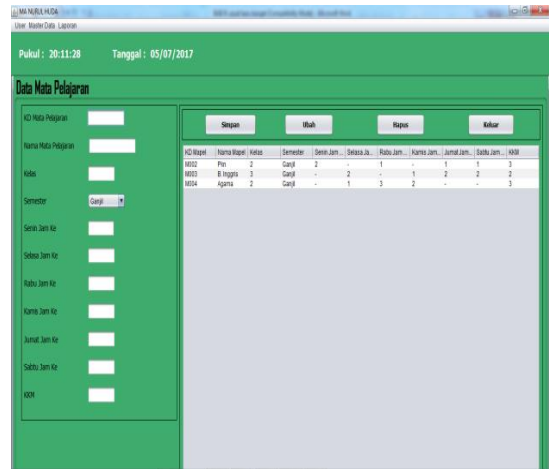 MA NURUL HUDA
User Master Data Laporan
Pukul : 20:11:28 Tanggal : 05/07/2017
Data Mata Pelajaran
KD Mata Pelajaran
Nama Mata Pelajaran
Kelas
Semester Ganjil
Senin Jam Ke
Selasa Jam Ke
Rabu Jam Ke
Kamis Jam Ke
Jumat Jam Ke
Sabtu Jam Ke
KKM
Simpan Ubah Hapus Keluar
KD Mapel Nama Mapel Kelas Semester Senin Jam ... Selasa Ja... Rabu Jam ... Kamis Jam... Jumat Jam... Sabtu Jam... KKM
M002 2 Ganjil 2 - 1 - 1 1 3
M003 B.Inggris 3 Ganjil - 2 - 1 2 2 2
M004 Agama 2 Ganjil - 1 3 2 - - 3